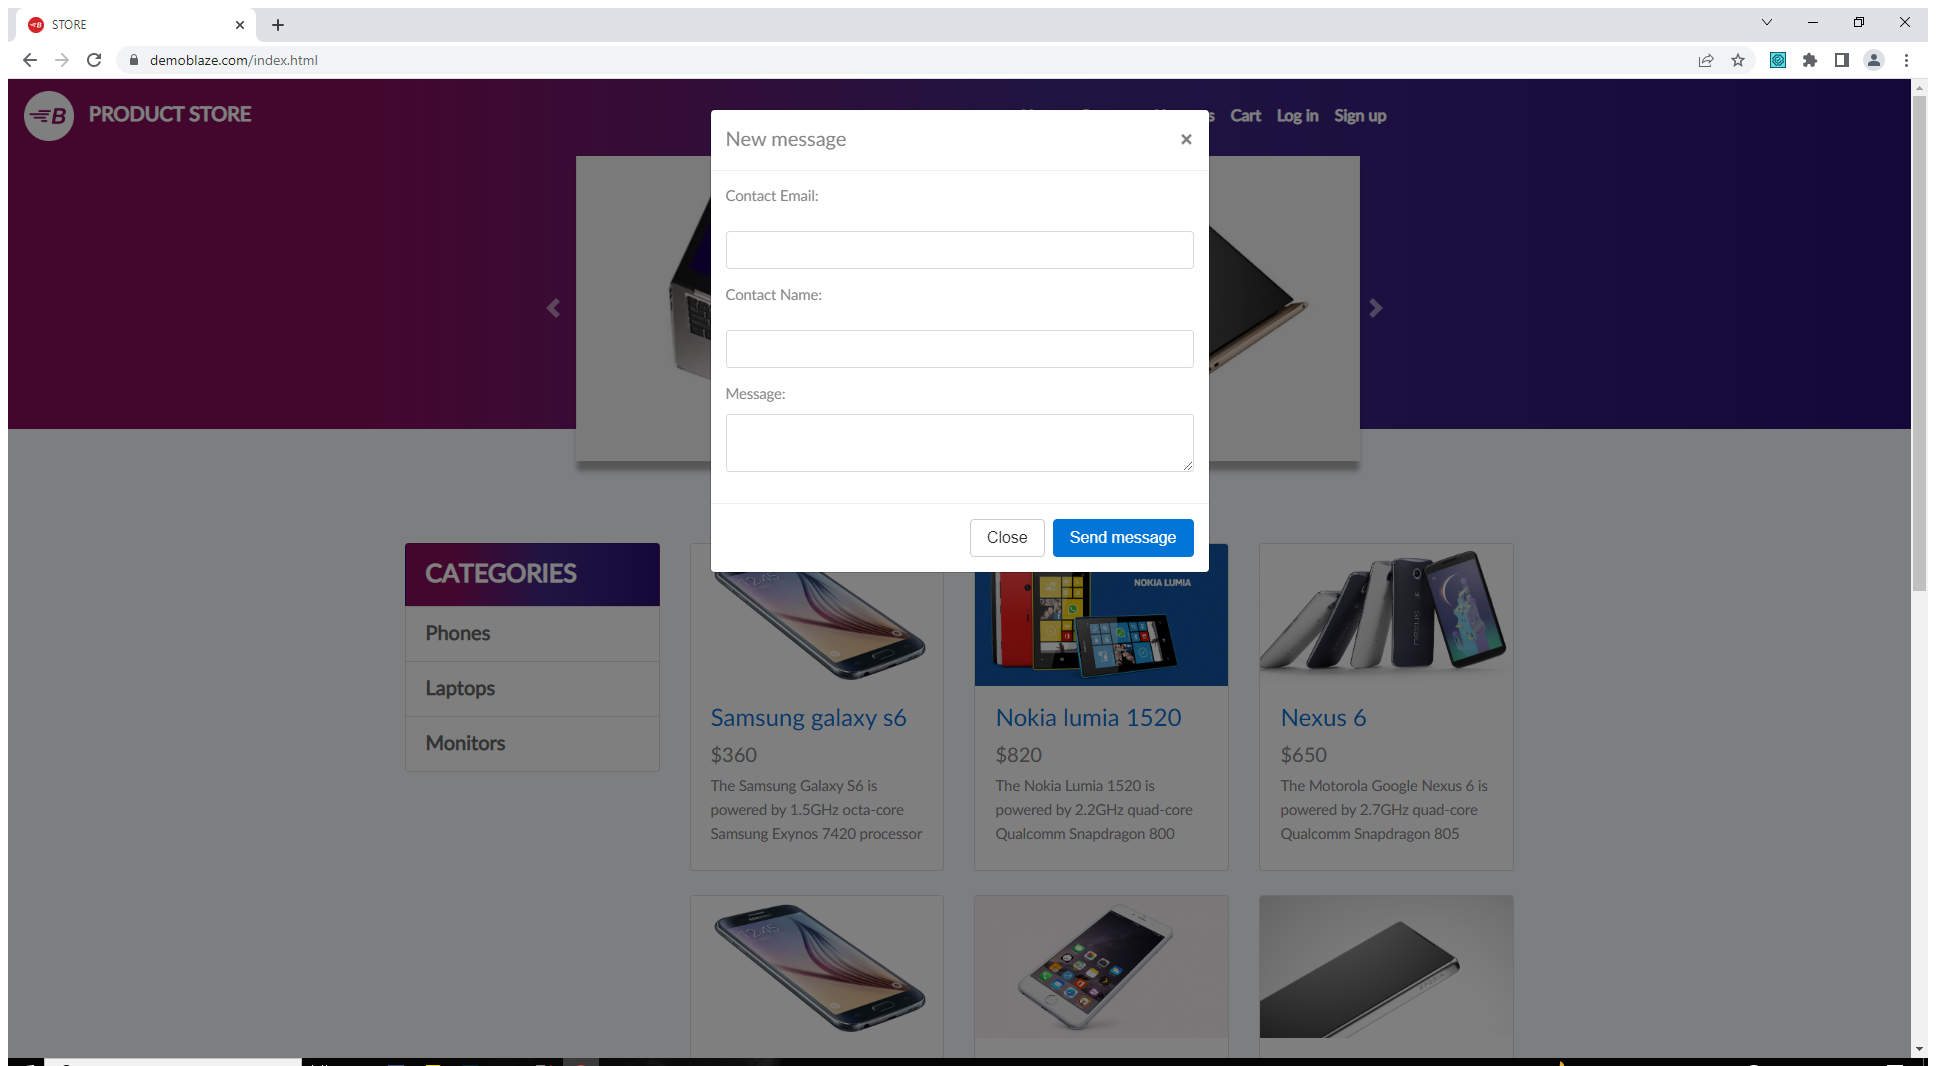 STORE
demoblaze.com/index.html
PRODUCT STORE
Cart Log in Sign up
New message
×
Contact Email:
Contact Name:
Message:
Close Send message
CATEGORIES
Phones
Laptops
Monitors
NOKIA LUMIA
Samsung galaxy s6
$360
The Samsung Galaxy S6 is
powered by 1.5GHz octa-core
Samsung Exynos 7420 processor
Nokia lumia 1520
$820
The Nokia Lumia 1520 is
powered by 2.2GHz quad-core
Qualcomm Snapdragon 800
Nexus 6
$650
The Motorola Google Nexus 6 is
powered by 2.7GHz quad-core
Qualcomm Snapdragon 805